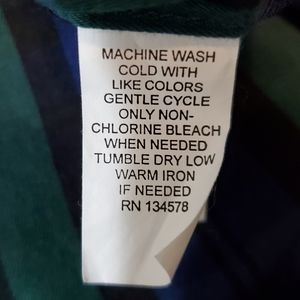 MACHINE WASH
COLD WITH
LIKE COLORS
GENTLE CYCLE
ONLY NON-
CHLORINE BLEACH
WHEN NEEDED
TUMBLE DRY LOW
WARM IRON
IF NEEDED
RN 134578